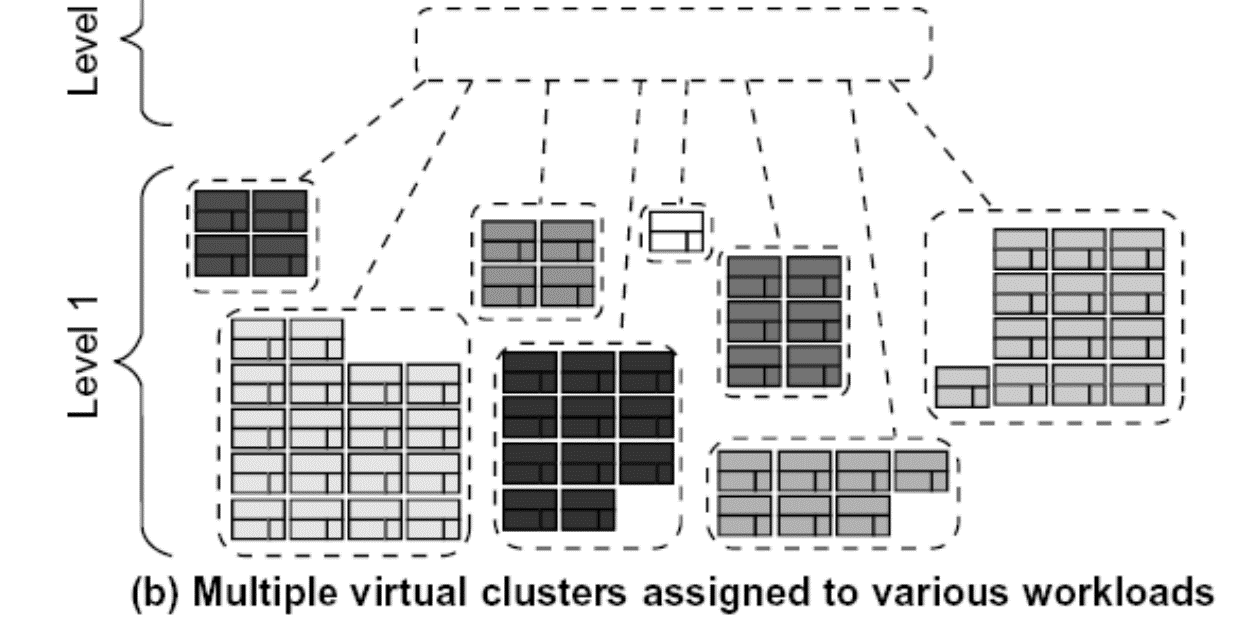 Level
Level 1
(b) Multiple virtual clusters assigned to various workloads